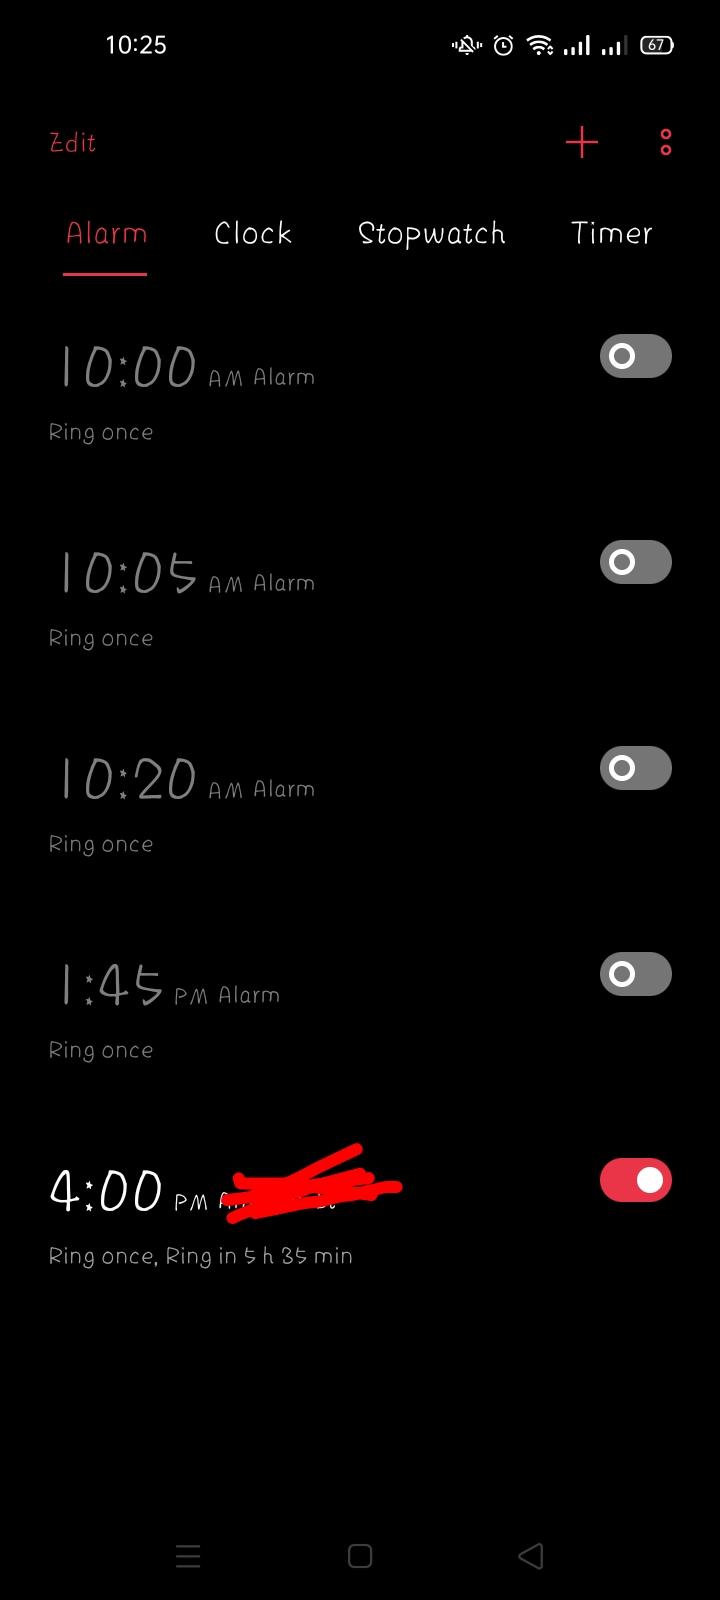 10:25 67
Edit
Alarm Clock Stopwatch Timer
10:00 AM Alarm
Ring once
10:05 AM Alarm
Ring once
10:20 AM Alarm
Ring once
1:45 PM Alarm
Ring once
4:00 PM
Ring once, Ring in 5 h 35 min